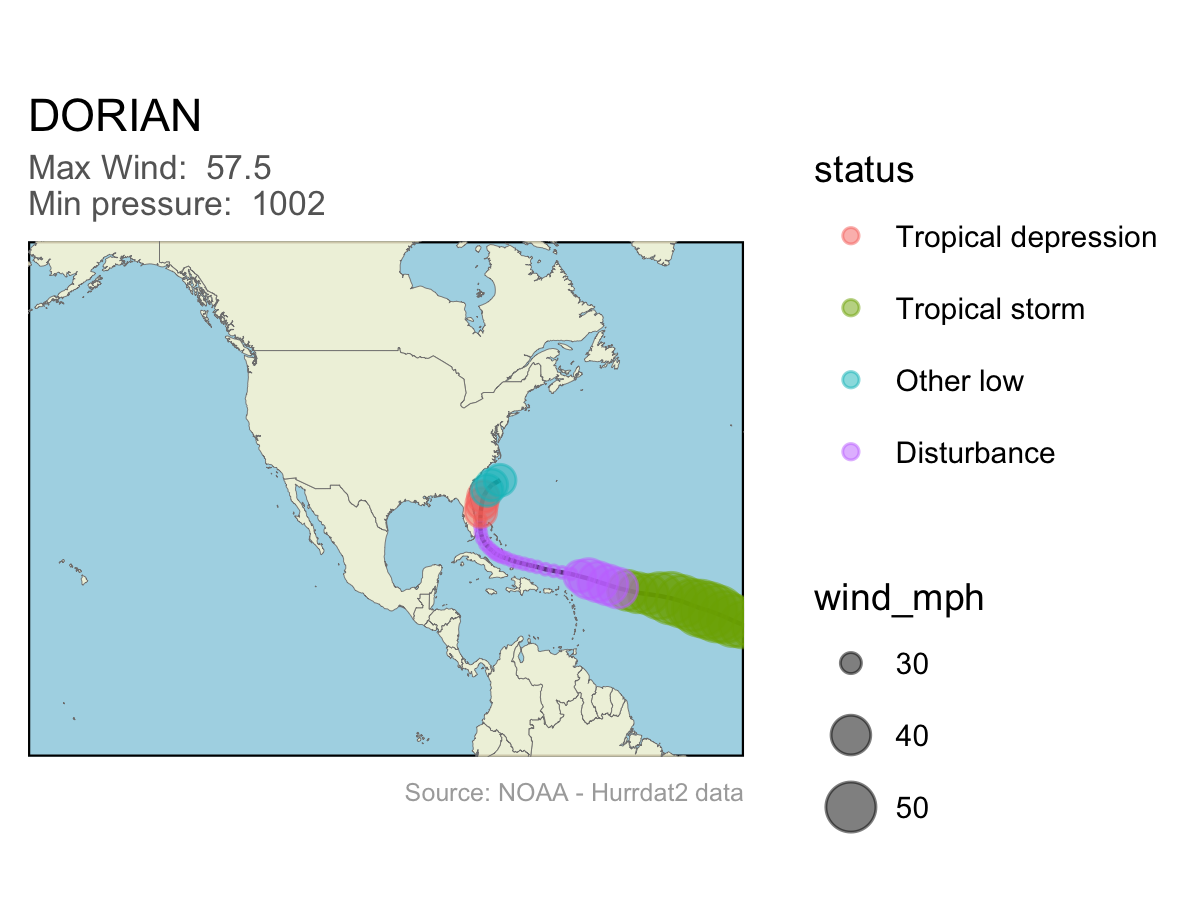 DORIAN
Max Wind:  57.5
Min pressure:  1002
status
Tropical depression
Tropical storm
Other low
Disturbance
wind_mph
30
40
50
Source: NOAA - Hurrdat2 data